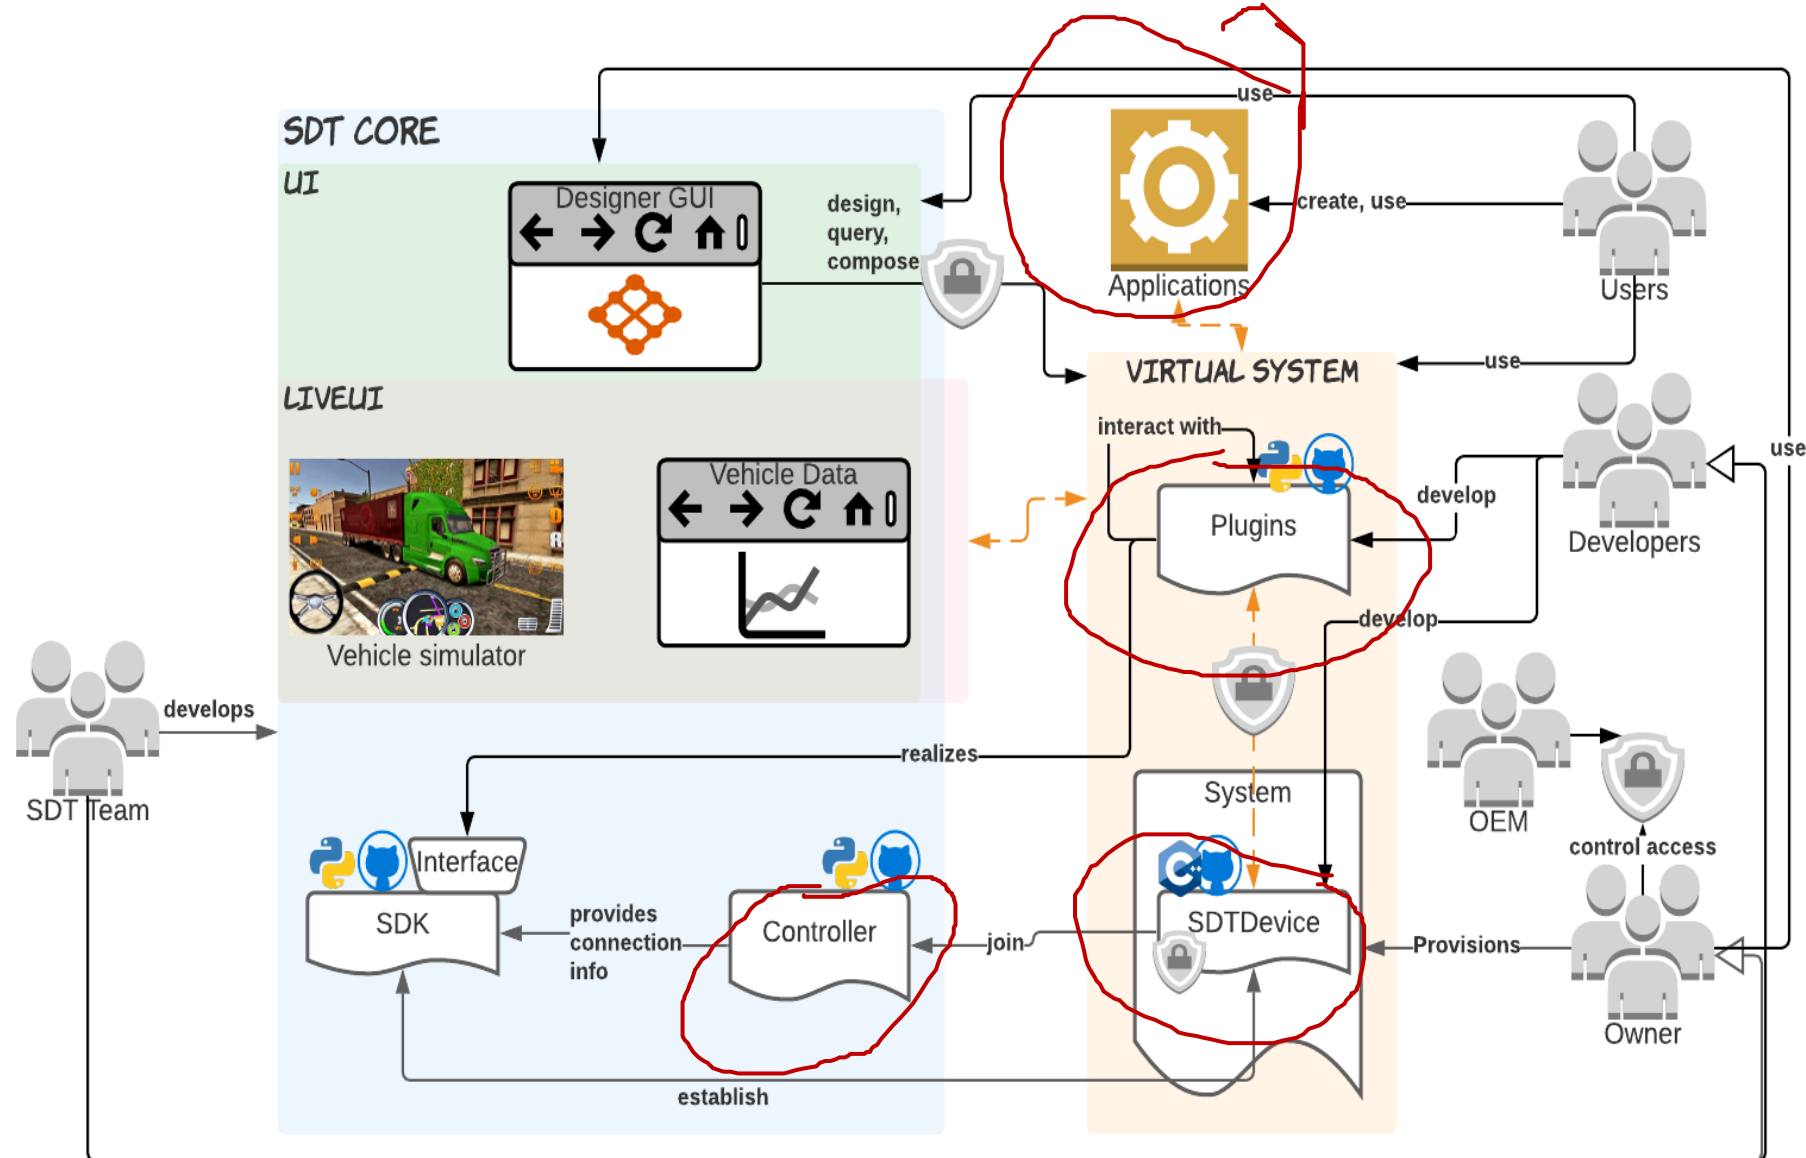 use
SDT CORE
UI
Designer GUI
design,
query,
compose
create, use
Applications
Users
VIRTUAL SYSTEM
use
LIVEUI
interact with
use
Vehicle Data
develop
Plugins
Developers
develop
Vehicle simulator
develops
realizes
System
SDT Team
OEM
control access
Interface
SDK
provides
connection
info
Controller
join
SDTDevice
Provisions
Owner
establish